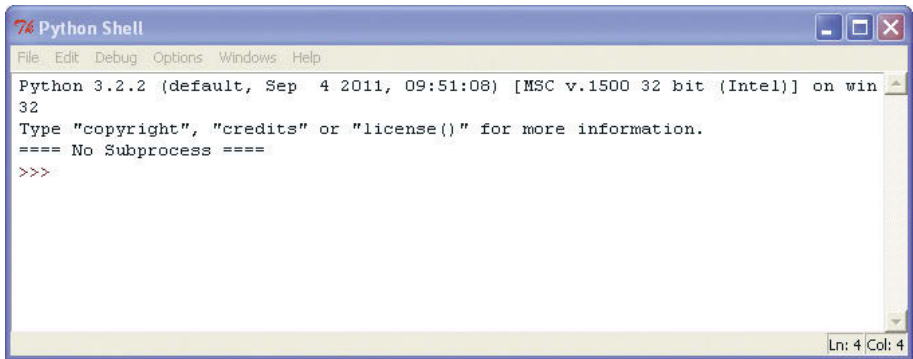 Python Shell
File Edit Debug Options Windows Help
Python 3.2.2 (default, Sep  4 2011, 09:51:08) [MSC v.1500 32 bit (Intel)] on win
32
Type "copyright", "credits" or "license()" for more information.
==== No Subprocess ====
>>>
Ln: 4 Col: 4